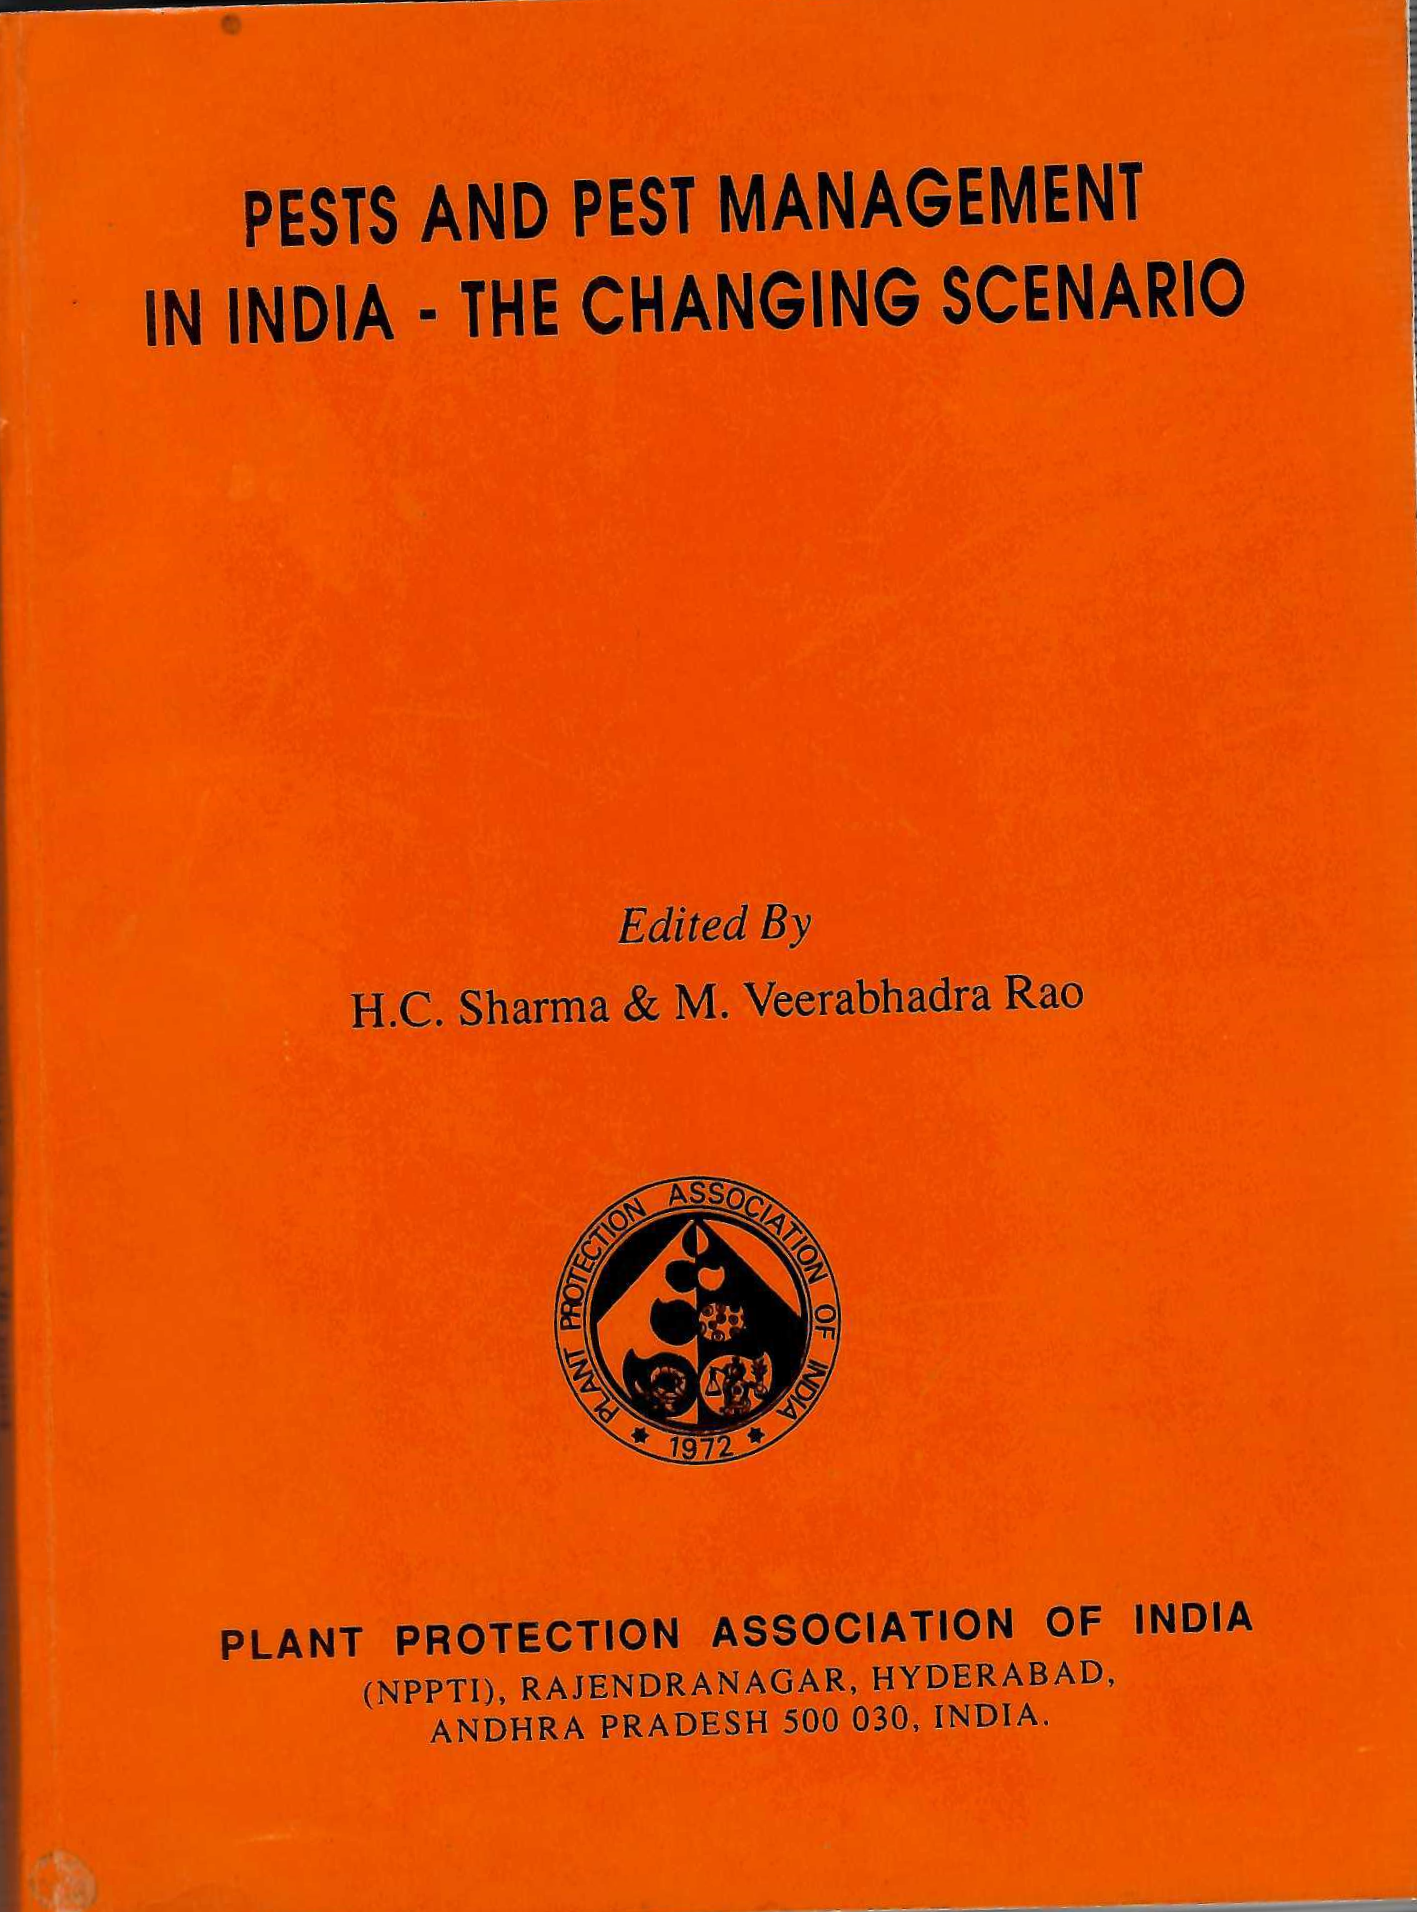 PESTS AND PEST MANAGEMENT
IN INDIA - THE CHANGING SCENARIO
Edited By
H.C. Sharma & M. Veerabhadra Rao
PLANT PROTECTION ASSOCIATION OF INDIA
1972
PLANT PROTECTION ASSOCIATION OF INDIA
(NPPTI), RAJENDRANAGAR, HYDERABAD,
ANDHRA PRADESH 500 030, INDIA.